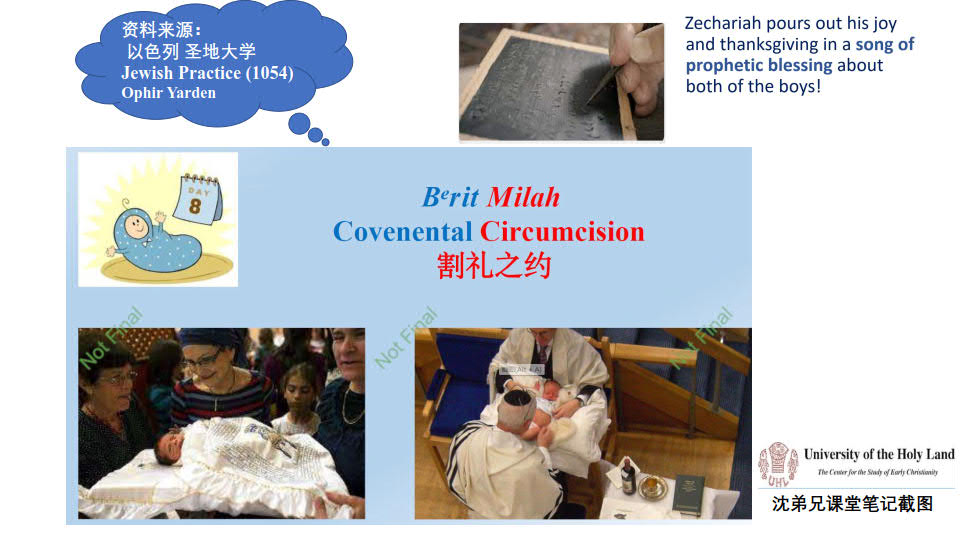 资料来源：
以色列 圣地大学
Jewish Practice (1054)
Ophir Yarden
Zechariah pours out his joy
and thanksgiving in a song of
prophetic blessing about
both of the boys!
DAY
8
Berit Milah
Covenental Circumcision
割礼之约
Not Final
Not Final
Not Final
University of the Holy Land
The Center for the Study of Early Christianity
UHL
沈弟兄课堂笔记截图